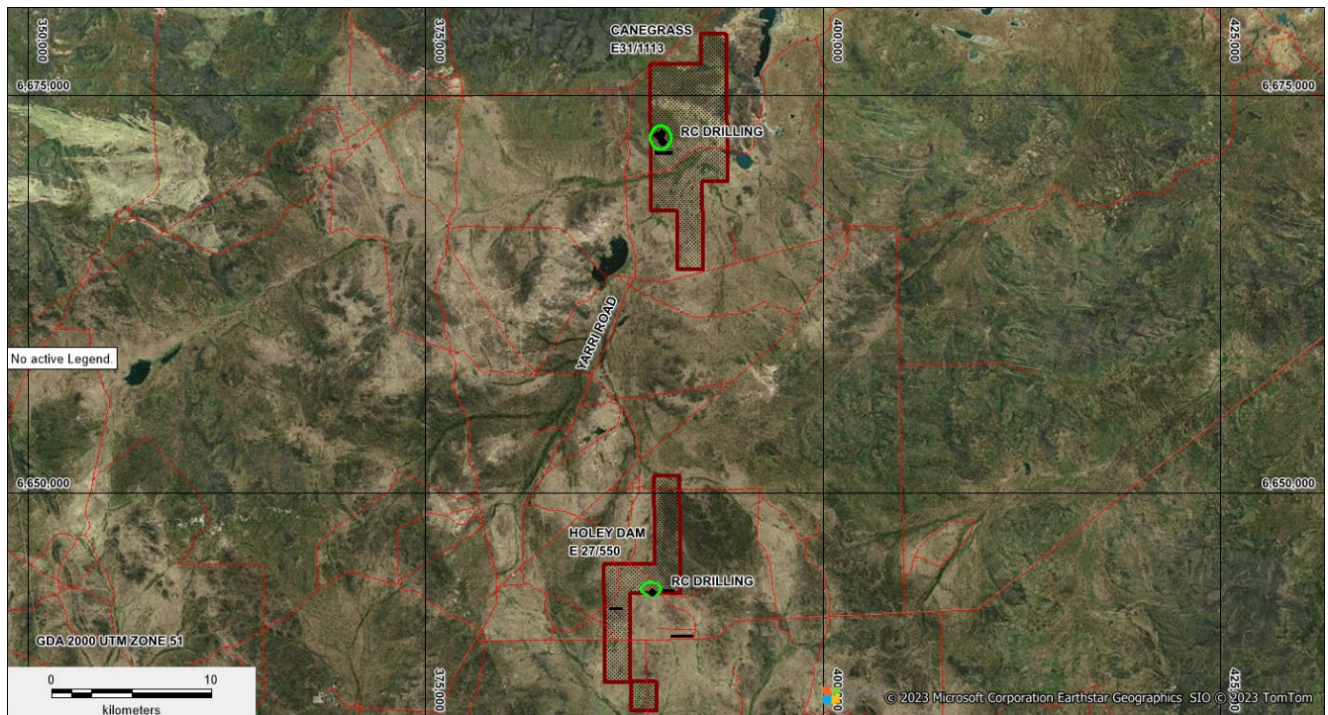 350,000
375,000
400,000
425,000
CANEGRASS
E31/1113
6,675,000
6,675,000
RC DRILLING
YARRI ROAD
No active Legend.
6,650,000
6,650,000
HOLEY DAM
E 27/550
RC DRILLING
GDA 2000 UTM ZONE 51
375,000
0 10
kilometers
© 2023 Microsoft Corporation Earthstar Geographics SIO © 2023 TomTom